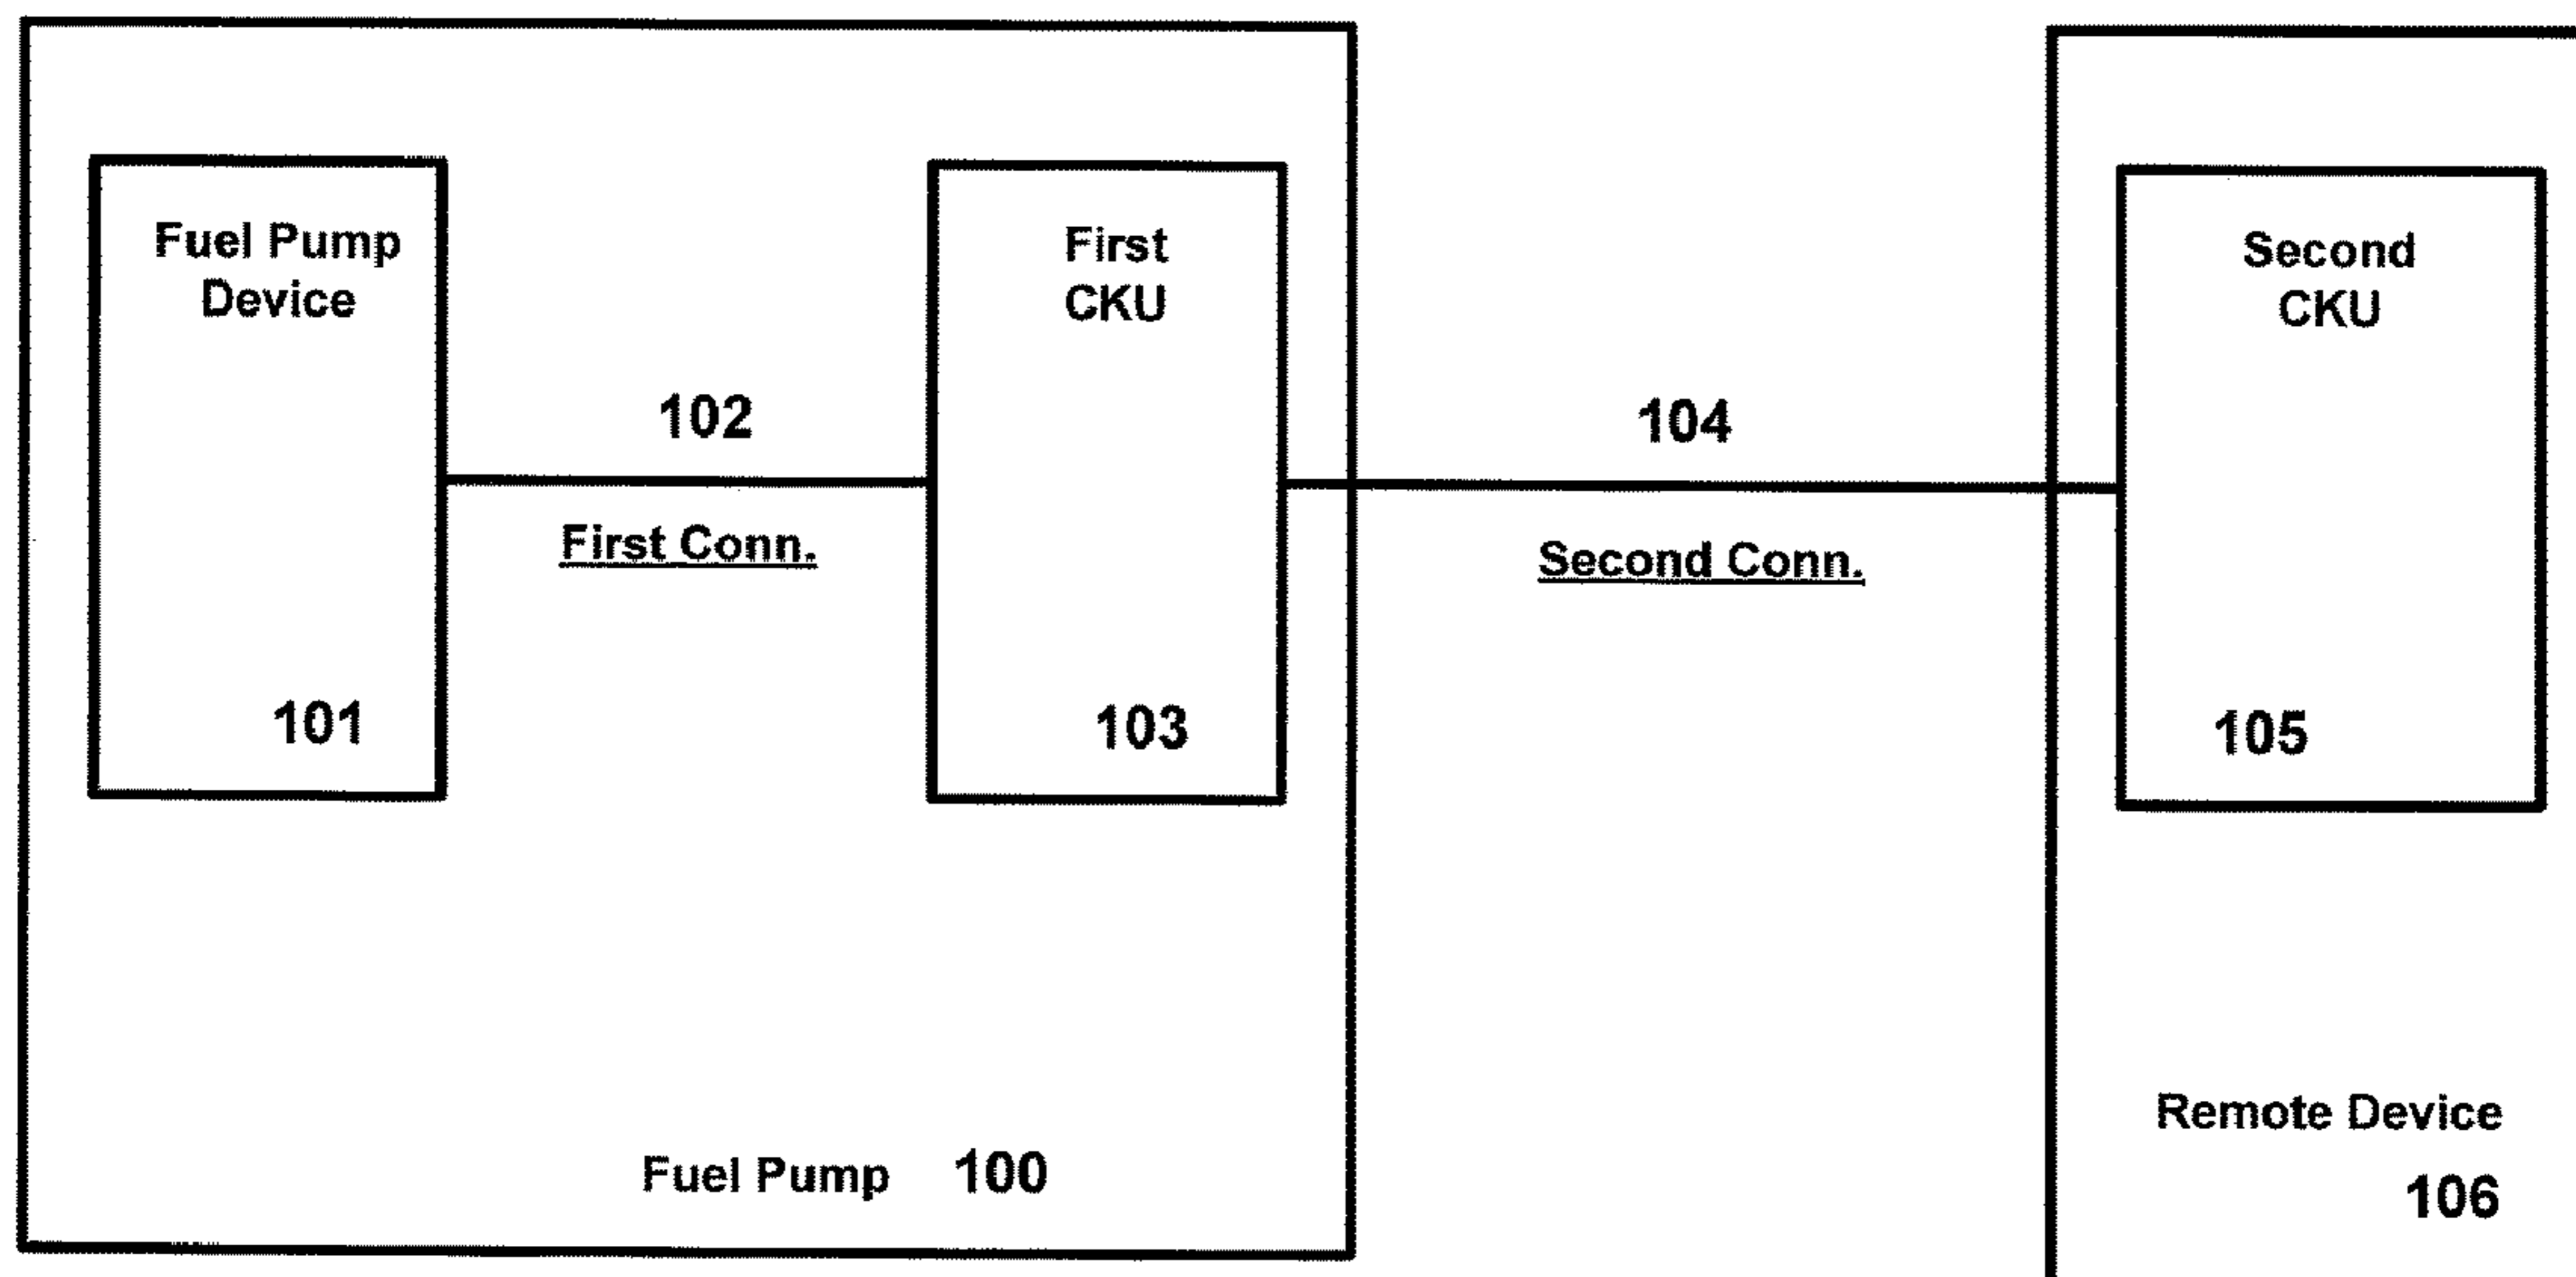 Fuel Pump
Device
101
102
First Conn.
First
CKU
103
104
Second Conn.
Second
CKU
105
Fuel Pump 100
Remote Device
106